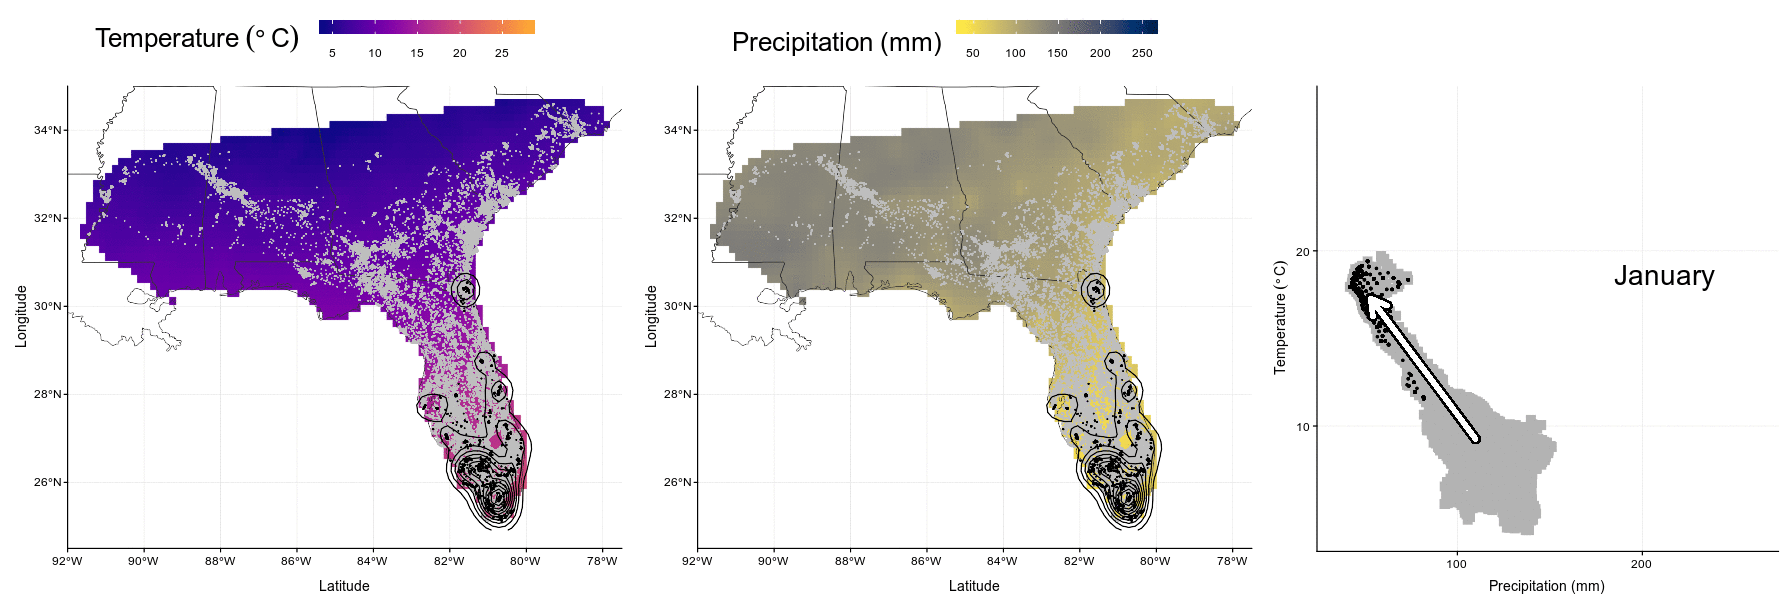 Temperature (° C)
5 10 15 20 25
Precipitation (mm)
50 100 150 200 250
34°N
32°N
30°N
28°N
26°N
Longitude
92°W 90°W 88°W 86°W 84°W 82°W 80°W 78°W
Latitude
34°N
32°N
30°N
28°N
26°N
Longitude
92°W 90°W 88°W 86°W 84°W 82°W 80°W 78°W
Latitude
January
20
10
Temperature (° C)
100 200
Precipitation (mm)